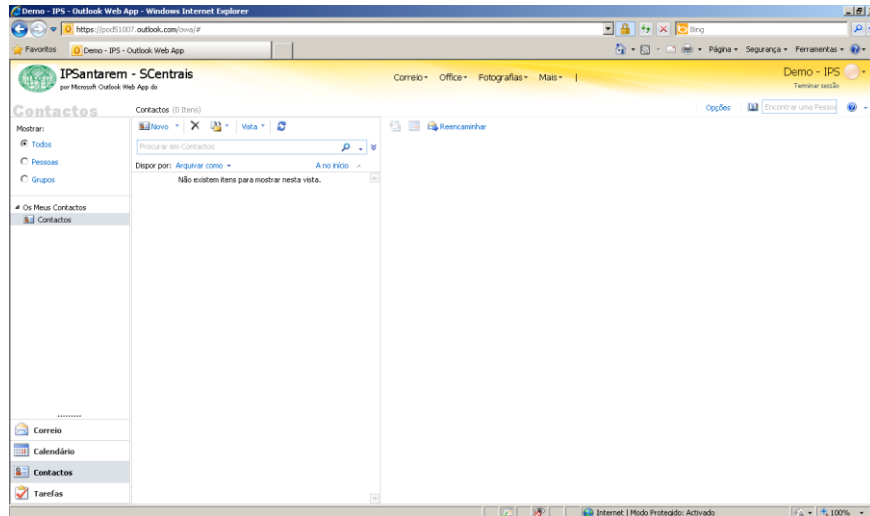 Demo - IPS - Outlook Web App - Windows Internet Explorer
https://pod51007.outlook.com/owa/#
Bing
Favoritos
Demo - IPS - Outlook Web App
Página
Segurança
Ferramentas
IPSantarem - SCentrais
por Microsoft Outlook Web App do
Correio
Office
Fotografias
Mais
Demo - IPS
Terminar sessão
Contactos
Contactos (0 Itens)
Opções
Encontrar uma Pessoa
Mostrar:
Novo
Vista
Reencaminhar
Todos
Procurar em Contactos
Pessoas
Dispor por: Arquivar como
A no início
Grupos
Não existem itens para mostrar nesta vista.
Os Meus Contactos
Contactos
Correio
Calendário
Contactos
Tarefas
Internet | Modo Protegido: Activado
100%